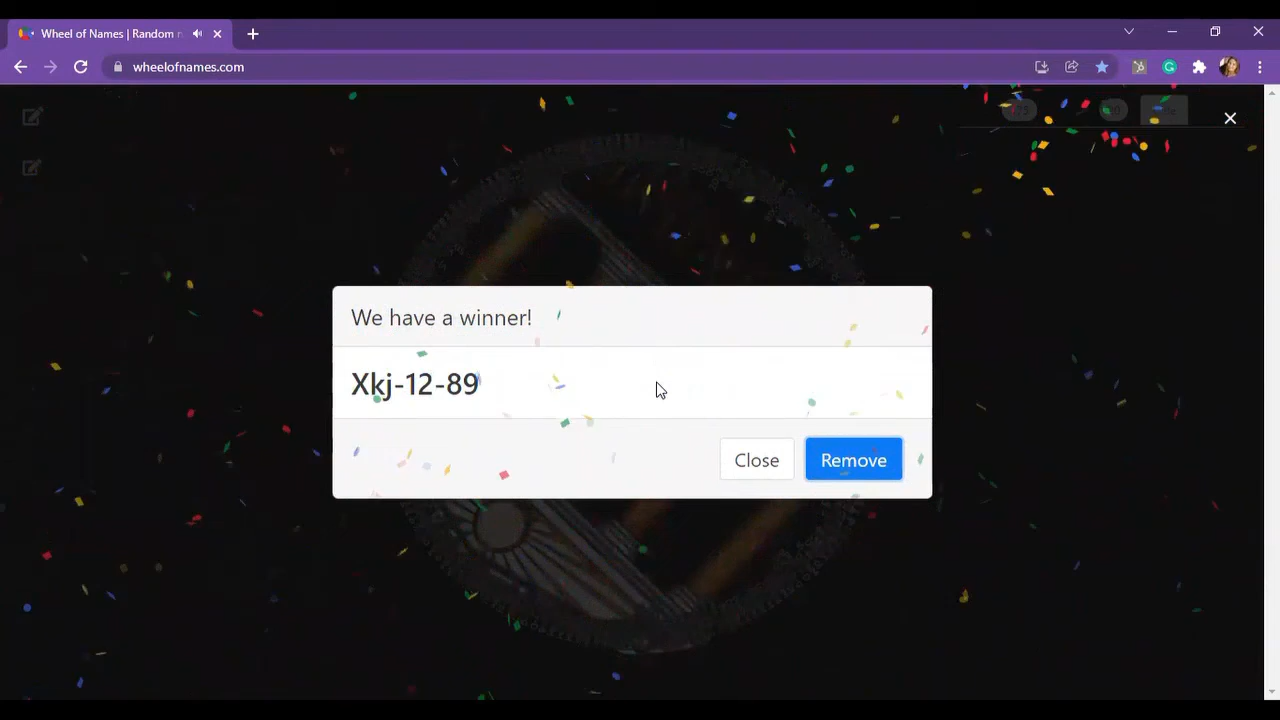 Wheel of Names | Random
wheelofnames.com
We have a winner!
Xkj-12-89
Close
Remove